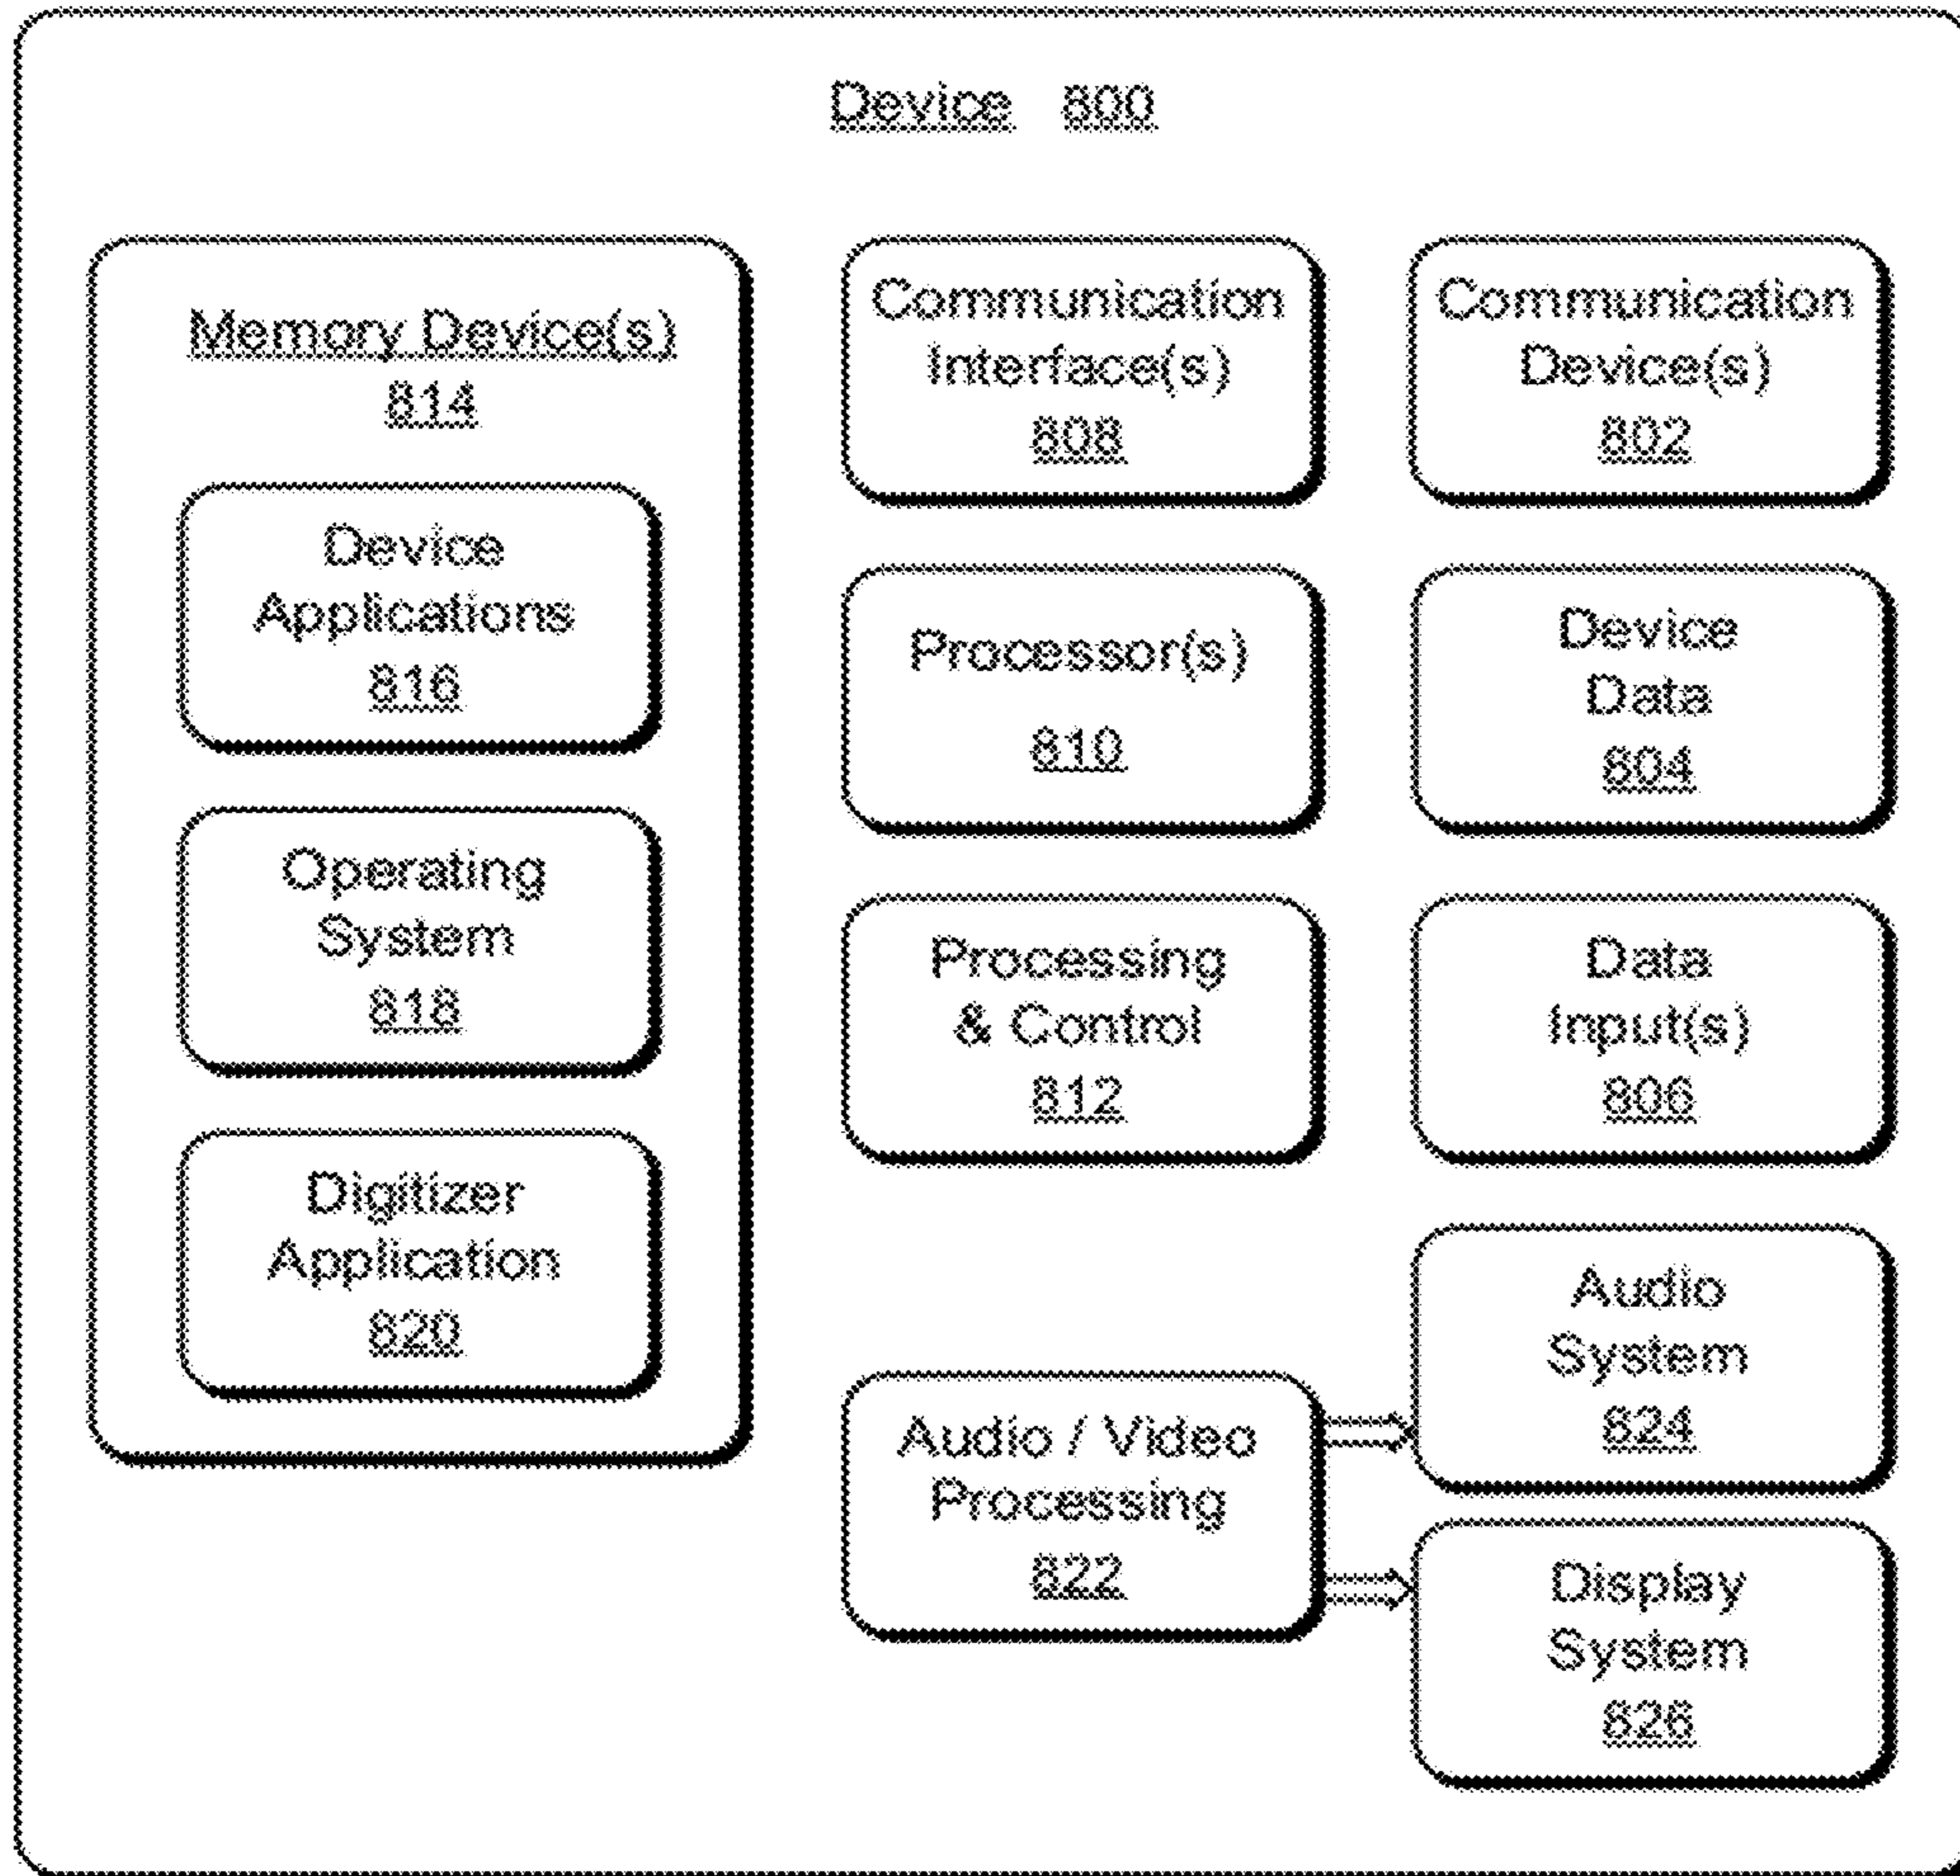 Device 800
Memory Device(s)
814
Device
Applications
816
Operating
System
818
Digitizer
Application
820
Communication
Interface(s)
808
Processor(s)
810
Processing
& Control
812
Audio / Video
Processing
822
Communication
Device(s)
802
Device
Data
804
Data
Input(s)
806
Audio
System
824
Display
System
826